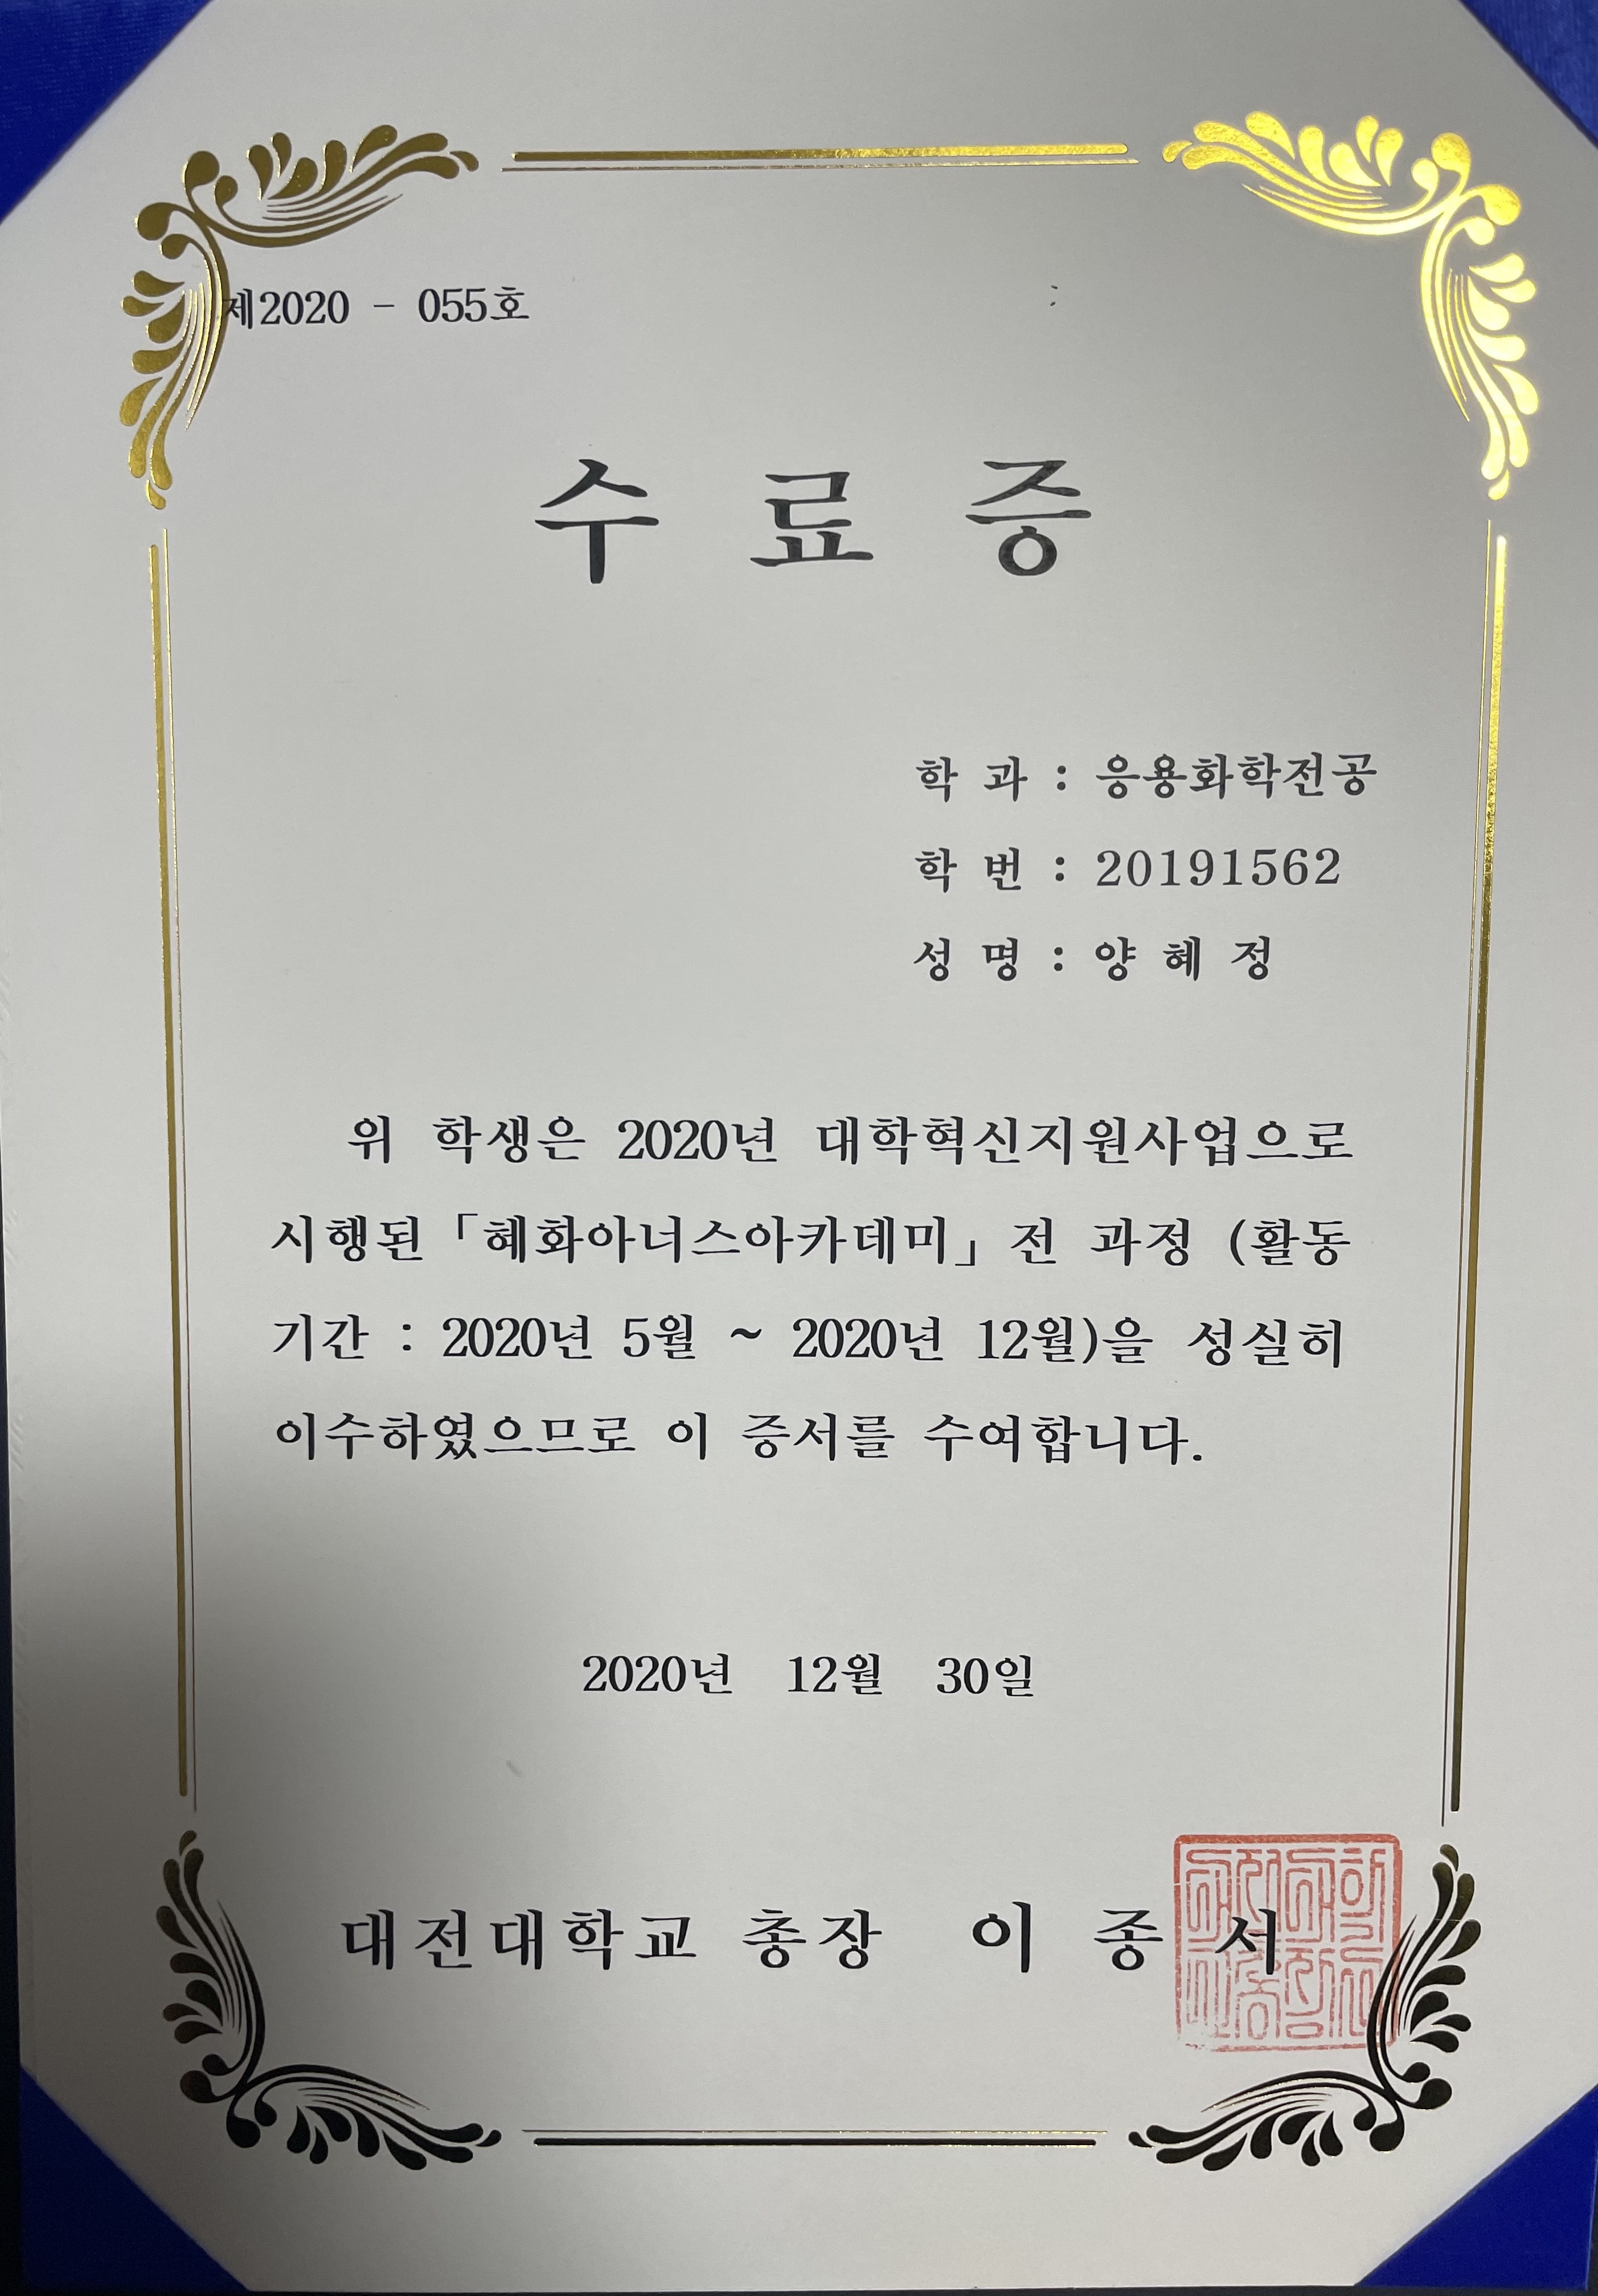 제2020 - 055호
수 료 증
학 과 : 응용화학전공
학 번 : 20191562
성 명 : 양 혜 정
위 학생은 2020년 대학혁신지원사업으로
시행된「혜화아너스아카데미」전 과정 (활동
기간 : 2020년 5월 ~ 2020년 12월)을 성실히
이수하였으므로 이 증서를 수여합니다.
2020년 12월 30일
대전대학교 총장 이 종 서